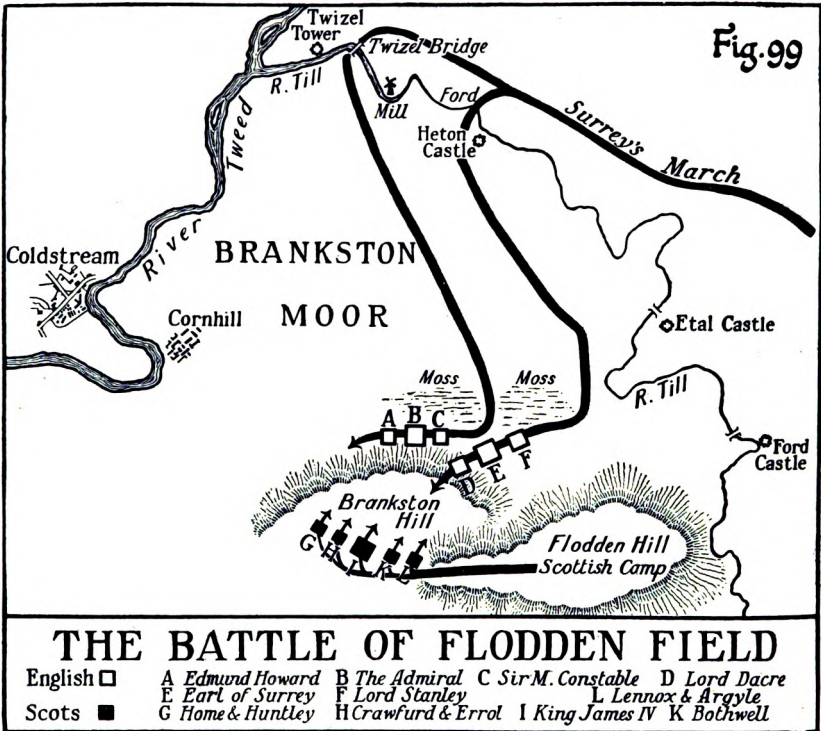 Fig. 99
Twizel
Tower
Twizel Bridge
R. Till
Mill
Ford
Heton
Castle
Surrey's
March
River Tweed
BRANKSTON
MOOR
Coldstream
Cornhill
Etal Castle
Moss
Moss
R. Till
Ford
Castle
A B C
D E F
Brankston
Hill
G H I K L
Flodden Hill
Scottish Camp
THE BATTLE OF FLODDEN FIELD
English □ A Edmund Howard B The Admiral C Sir M. Constable D Lord Dacre
E Earl of Surrey F Lord Stanley L Lennox & Argyle
Scots ■ G Home & Huntley H Crawfurd & Errol I King James IV K Bothwell